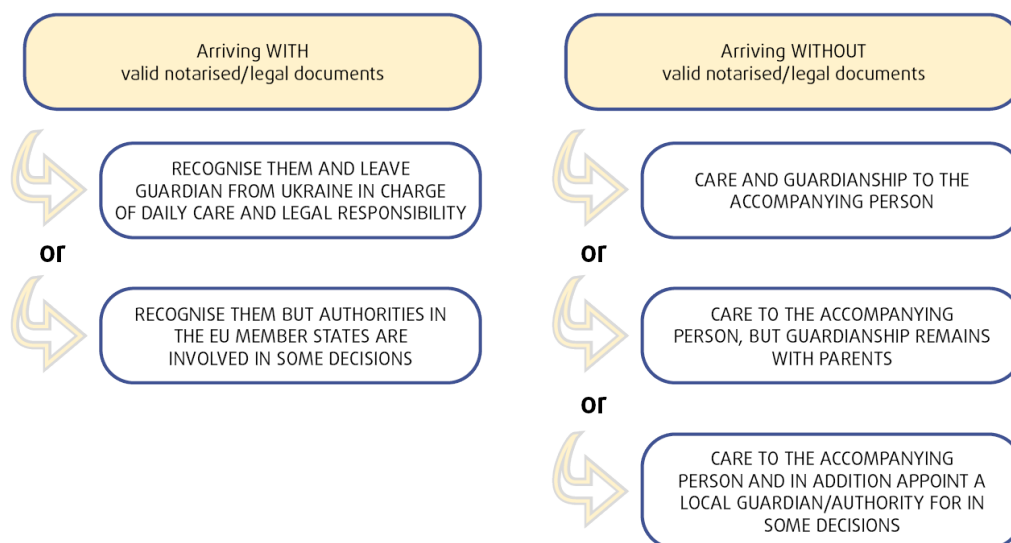 Arriving WITH
valid notarised/legal documents
RECOGNISE THEM AND LEAVE
GUARDIAN FROM UKRAINE IN CHARGE
OF DAILY CARE AND LEGAL RESPONSIBILITY
or
RECOGNISE THEM BUT AUTHORITIES IN
THE EU MEMBER STATES ARE
INVOLVED IN SOME DECISIONS
Arriving WITHOUT
valid notarised/legal documents
CARE AND GUARDIANSHIP TO THE
ACCOMPANYING PERSON
or
CARE TO THE ACCOMPANYING
PERSON, BUT GUARDIANSHIP REMAINS
WITH PARENTS
or
CARE TO THE ACCOMPANYING
PERSON AND IN ADDITION APPOINT A
LOCAL GUARDIAN/AUTHORITY FOR IN
SOME DECISIONS